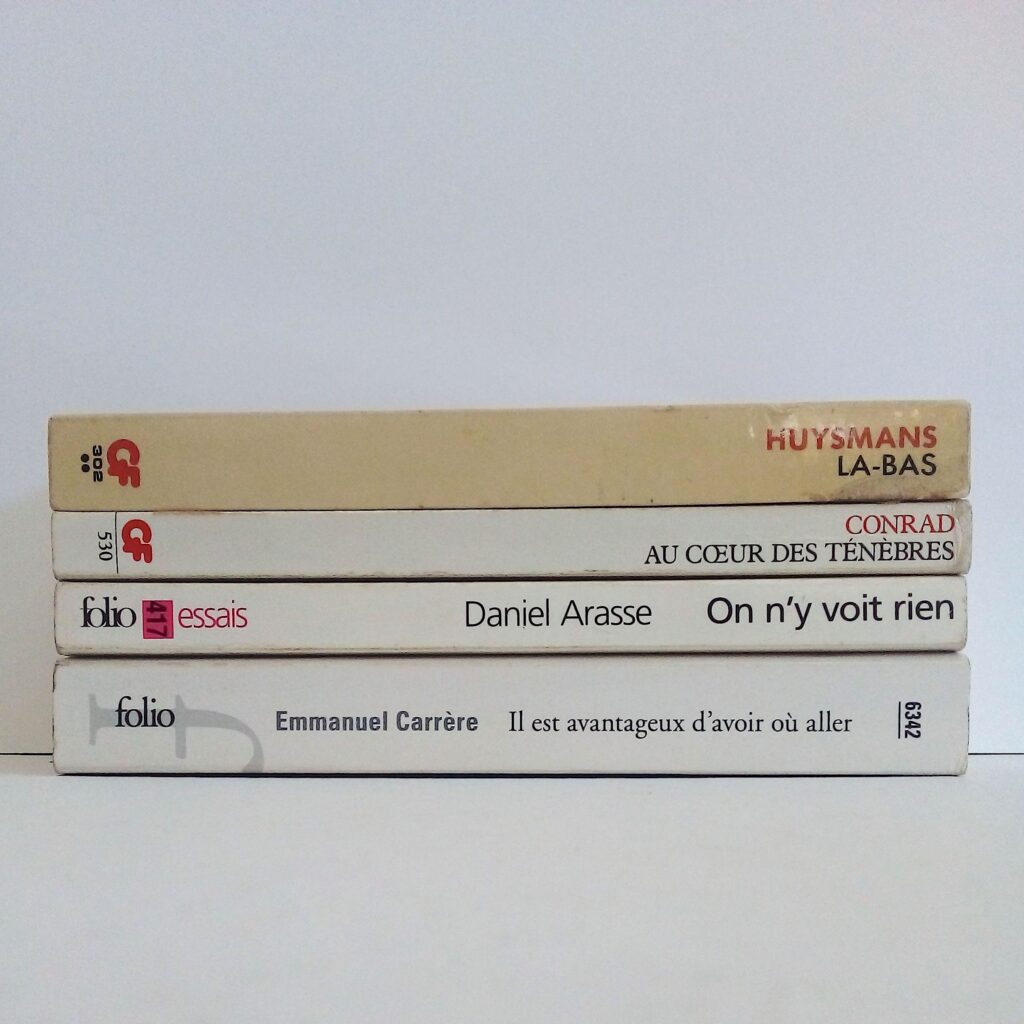 GF
302
HUYSMANS
LA-BAS
530
GF
CONRAD
AU CŒUR DES TÉNÈBRES
folio 417 essais Daniel Arasse On n'y voit rien
f
folio Emmanuel Carrère Il est avantageux d'avoir où aller 6342